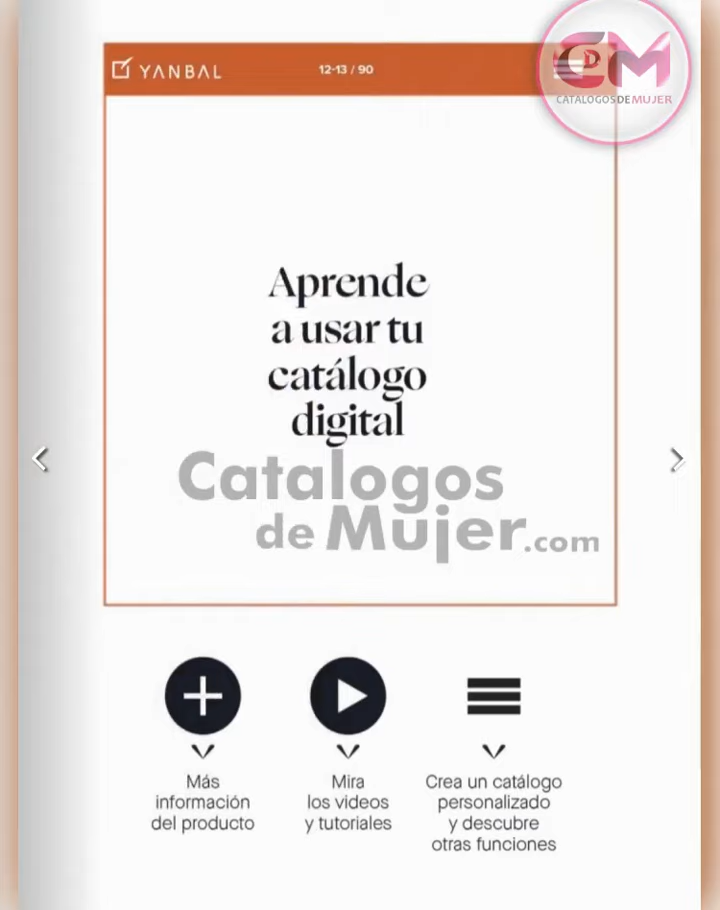 YANBAL
12-13 / 90
CDM
CATALOGOS DE MUJER
Aprende
a usar tu
catálogo
digital
Catalogos
de Mujer.com
Más
información
del producto
Mira
los videos
y tutoriales
Crea un catálogo
personalizado
y descubre
otras funciones